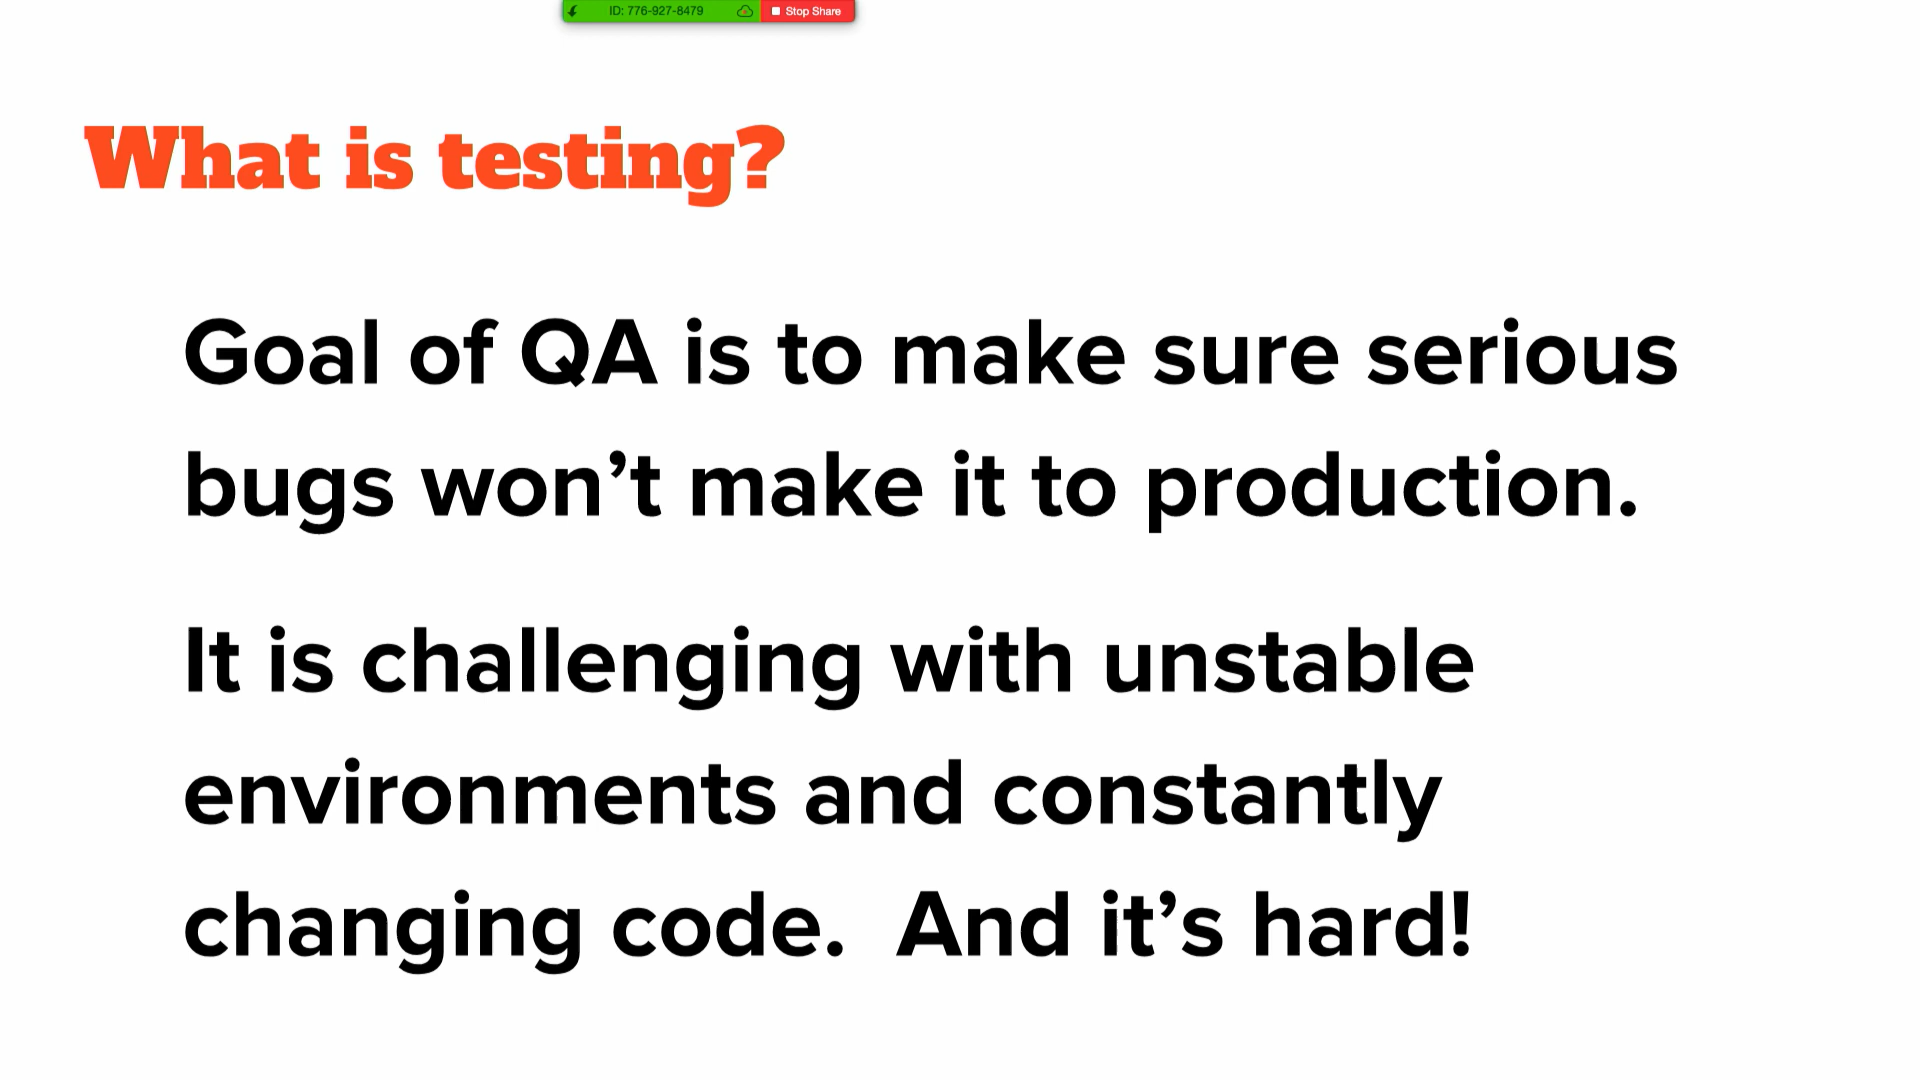 ID: 776-927-8479
Stop Share
What is testing?
Goal of QA is to make sure serious
bugs won’t make it to production.
It is challenging with unstable
environments and constantly
changing code.  And it’s hard!